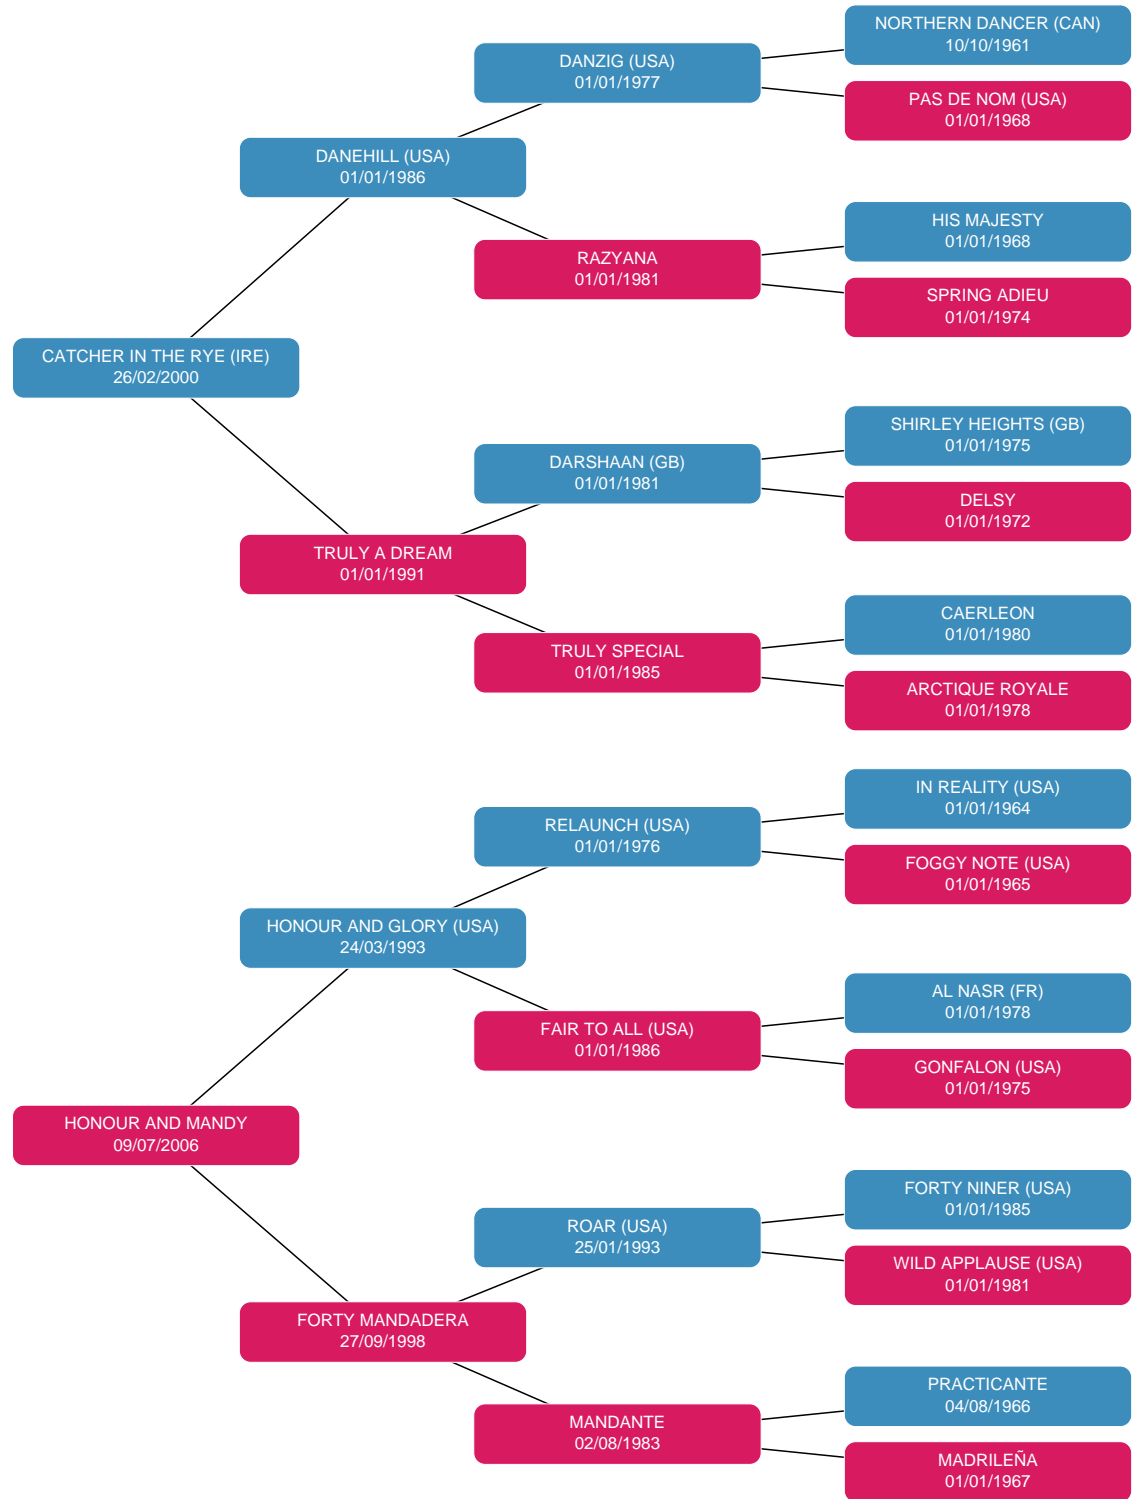 NORTHERN DANCER (CAN)
10/10/1961
DANZIG (USA)
01/01/1977
PAS DE NOM (USA)
01/01/1968
DANEHILL (USA)
01/01/1986
HIS MAJESTY
01/01/1968
RAZYANA
01/01/1981
SPRING ADIEU
01/01/1974
CATCHER IN THE RYE (IRE)
26/02/2000
SHIRLEY HEIGHTS (GB)
01/01/1975
DARSHAAN (GB)
01/01/1981
DELSY
01/01/1972
TRULY A DREAM
01/01/1991
CAERLEON
01/01/1980
TRULY SPECIAL
01/01/1985
ARCTIQUE ROYALE
01/01/1978
IN REALITY (USA)
01/01/1964
RELAUNCH (USA)
01/01/1976
FOGGY NOTE (USA)
01/01/1965
HONOUR AND GLORY (USA)
24/03/1993
AL NASR (FR)
01/01/1978
FAIR TO ALL (USA)
01/01/1986
GONFALON (USA)
01/01/1975
HONOUR AND MANDY
09/07/2006
FORTY NINER (USA)
01/01/1985
ROAR (USA)
25/01/1993
WILD APPLAUSE (USA)
01/01/1981
FORTY MANDADERA
27/09/1998
PRACTICANTE
04/08/1966
MANDANTE
02/08/1983
MADRILEÑA
01/01/1967